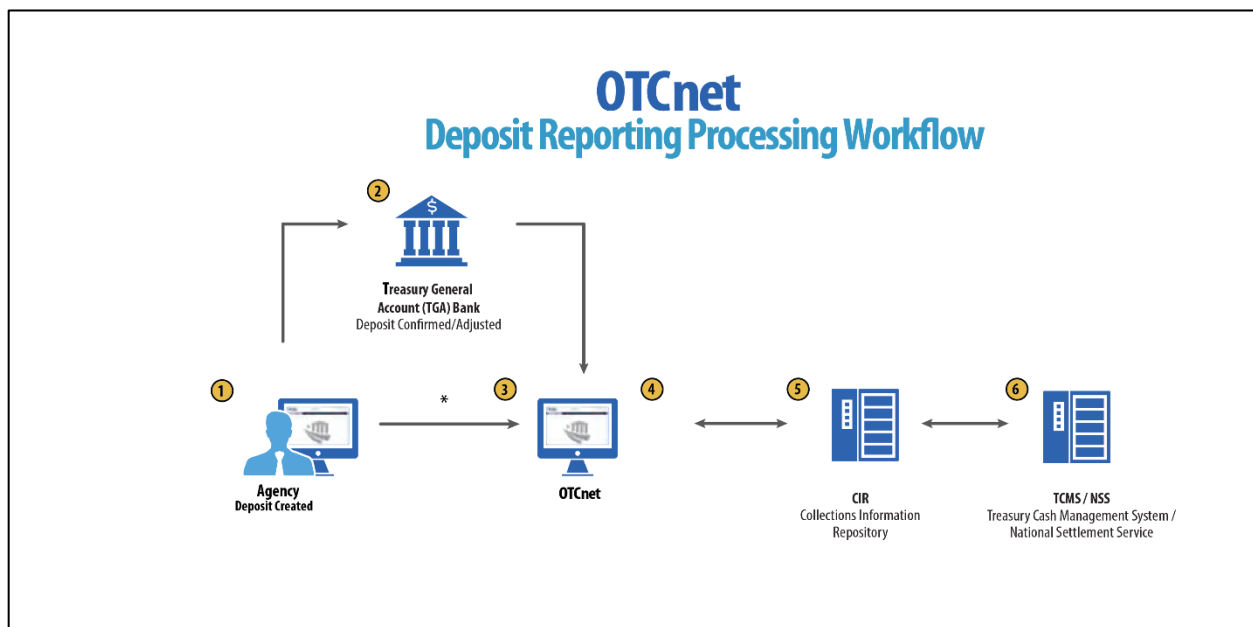 OTCnet
Deposit Reporting Processing Workflow
2
$
Treasury General
Account (TGA) Bank
Deposit Confirmed/Adjusted
1
*
3
4
5
6
Agency
Deposit Created
OTCnet
CIR
Collections Information
Repository
TCMS / NSS
Treasury Cash Management System /
National Settlement Service